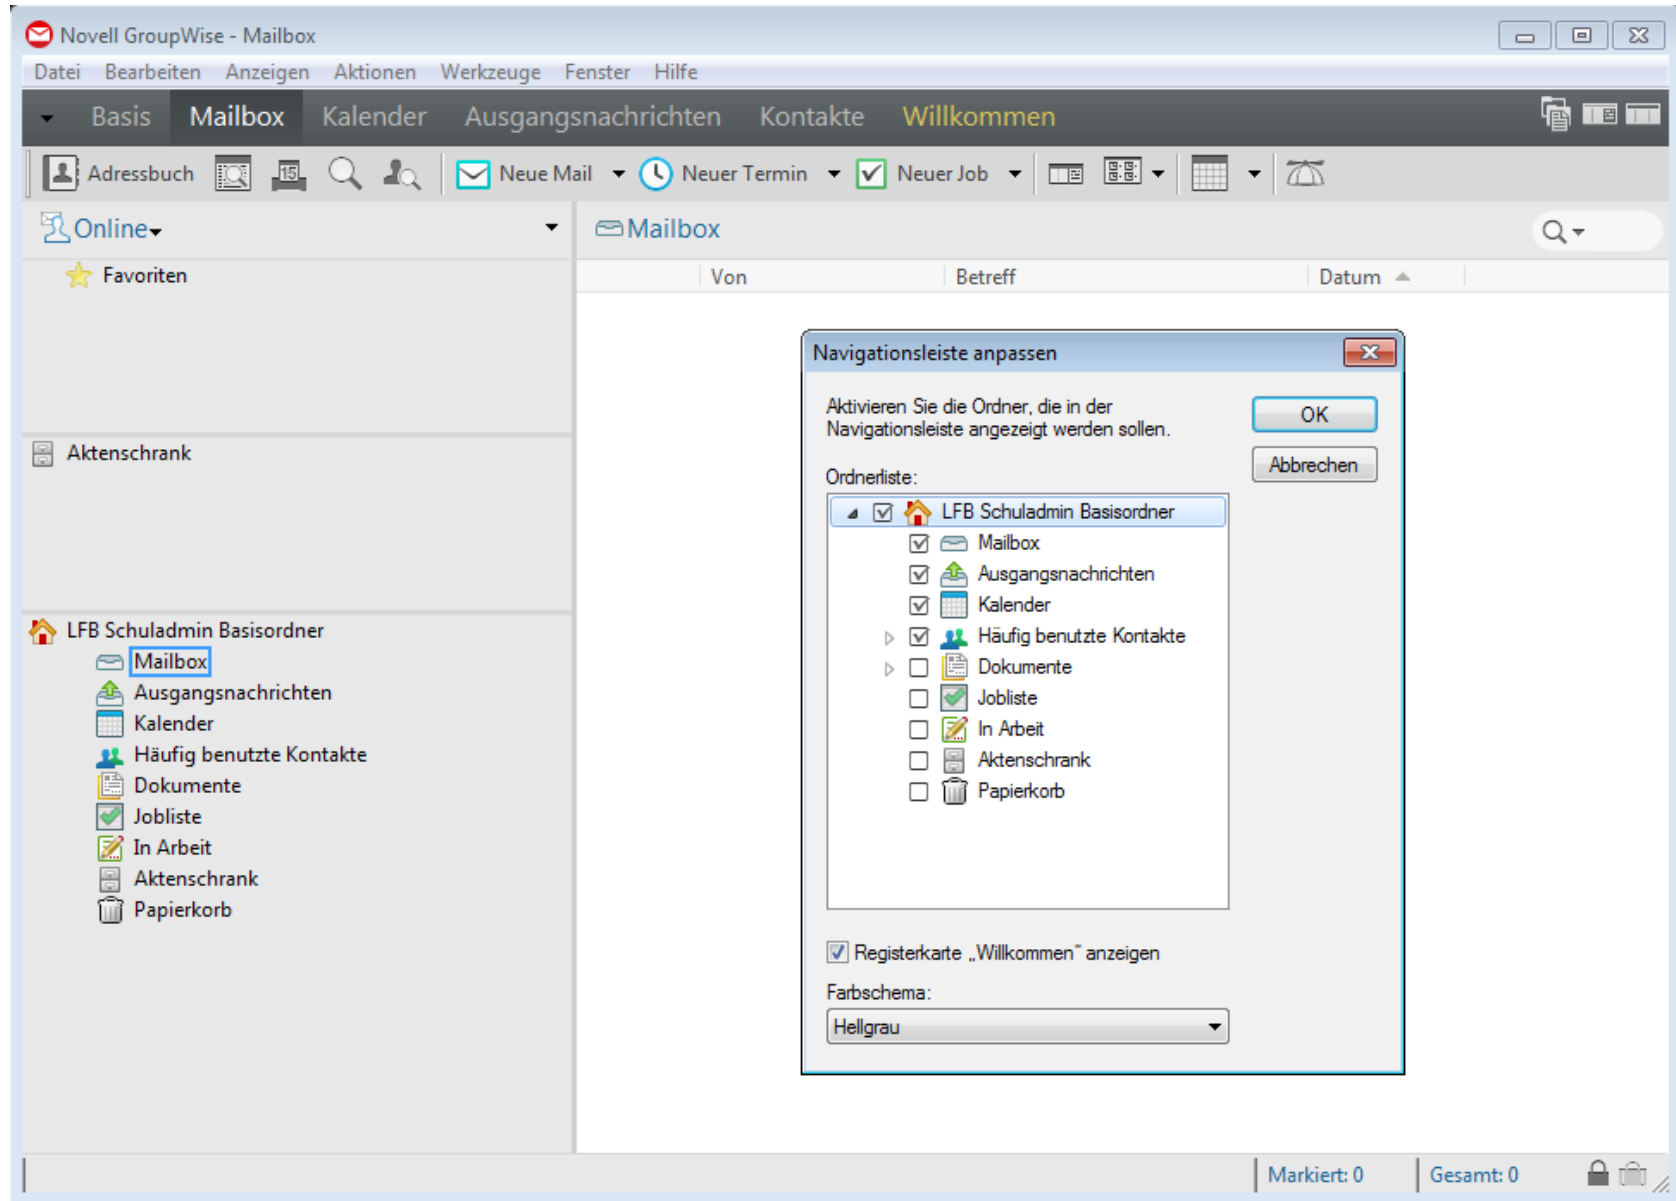 Novell GroupWise - Mailbox
Datei Bearbeiten Anzeigen Aktionen Werkzeuge Fenster Hilfe
Basis Mailbox Kalender Ausgangsnachrichten Kontakte Willkommen
Adressbuch 15 Neue Mail Neuer Termin Neuer Job
Online
Favoriten
Aktenschrank
LFB Schuladmin Basisordner
Mailbox
Ausgangsnachrichten
Kalender
Häufig benutzte Kontakte
Dokumente
Jobliste
In Arbeit
Aktenschrank
Papierkorb
Mailbox
Von Betreff Datum
Navigationsleiste anpassen
Aktivieren Sie die Ordner, die in der
Navigationsleiste angezeigt werden sollen.
OK
Abbrechen
Ordnerliste:
LFB Schuladmin Basisordner
Mailbox
Ausgangsnachrichten
Kalender
Häufig benutzte Kontakte
Dokumente
Jobliste
In Arbeit
Aktenschrank
Papierkorb
Registerkarte „Willkommen" anzeigen
Farbschema:
Hellgrau
Markiert: 0 Gesamt: 0